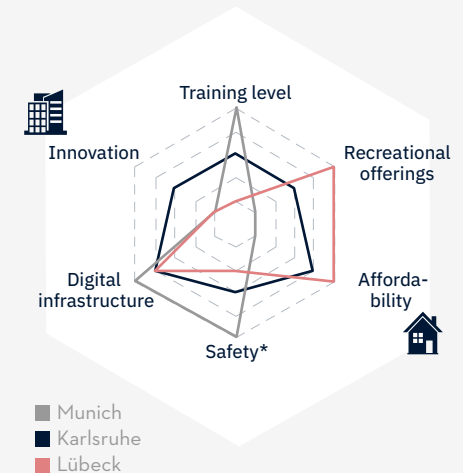 Training level
Innovation
Recreational
offerings
Digital
infrastructure
Afforda-
bility
Safety*
Munich
Karlsruhe
Lübeck